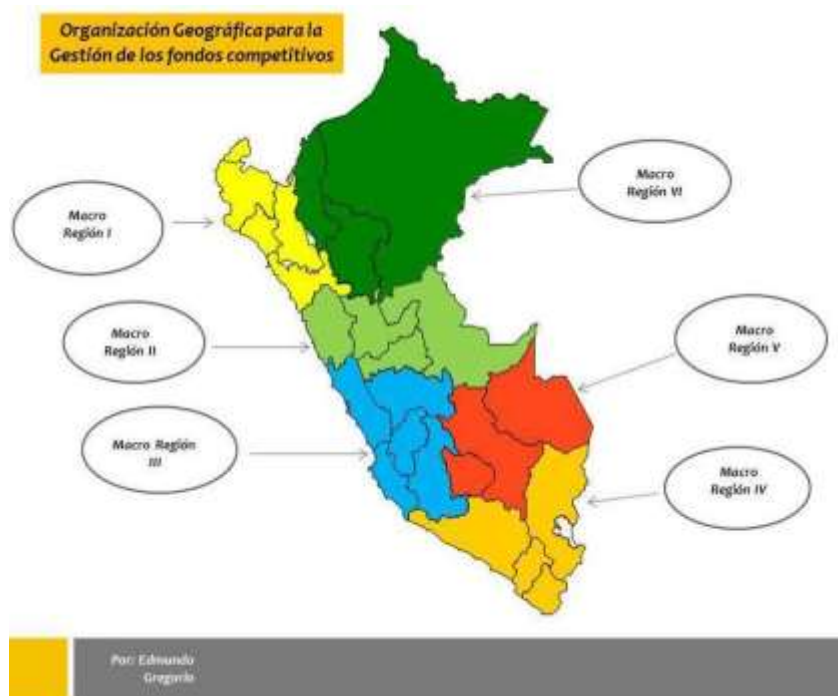 Organización Geográfica para la
Gestión de los fondos competitivos
Macro
Región VI
Macro
Región I
Macro
Región II
Macro
Región V
Macro Región
III
Macro
Región IV
Por: Edmundo
Gregorio